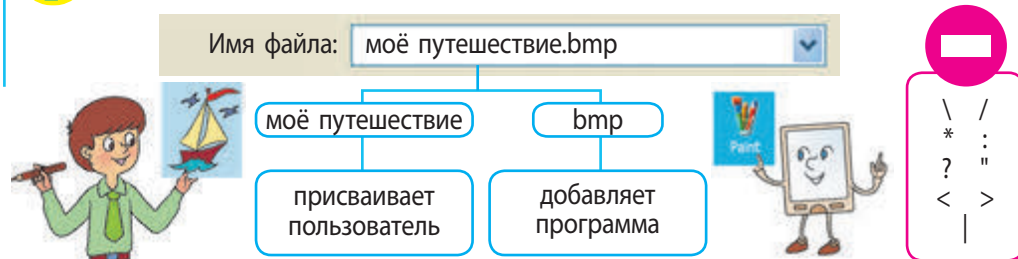 Имя файла: моё путешествие.bmp
моё путешествие
bmp
Paint
присваивает
пользователь
добавляет
программа
\ /
* :
? "
< >
|